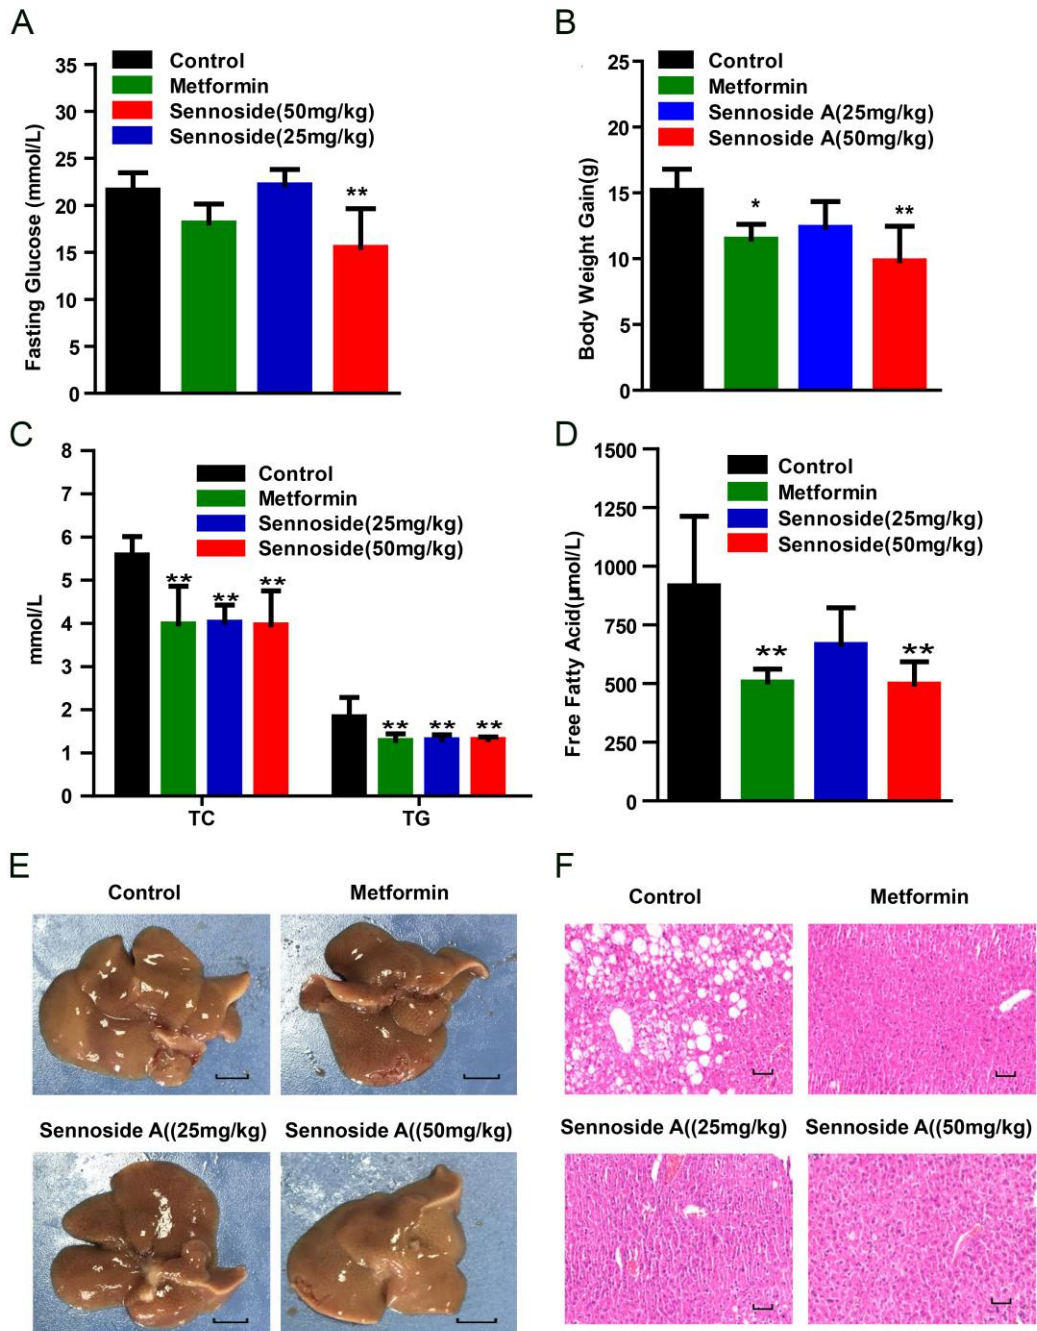 A
Control
Metformin
Sennoside(50mg/kg)
Sennoside(25mg/kg)
35
30
25
20
15
10
5
0
Fasting Glucose (mmol/L)
**
B
Control
Metformin
Sennoside A(25mg/kg)
Sennoside A(50mg/kg)
25
20
15
10
5
0
Body Weight Gain(g)
*
**
C
Control
Metformin
Sennoside(25mg/kg)
Sennoside(50mg/kg)
8
7
6
5
4
3
2
1
0
mmol/L
** ** **
** ** **
TC TG
D
Control
Metformin
Sennoside(25mg/kg)
Sennoside(50mg/kg)
1500
1250
1000
750
500
250
0
Free Fatty Acid(µmol/L)
** **
E
Control Metformin
Sennoside A((25mg/kg) Sennoside A((50mg/kg)
F
Control Metformin
Sennoside A((25mg/kg) Sennoside A((50mg/kg)